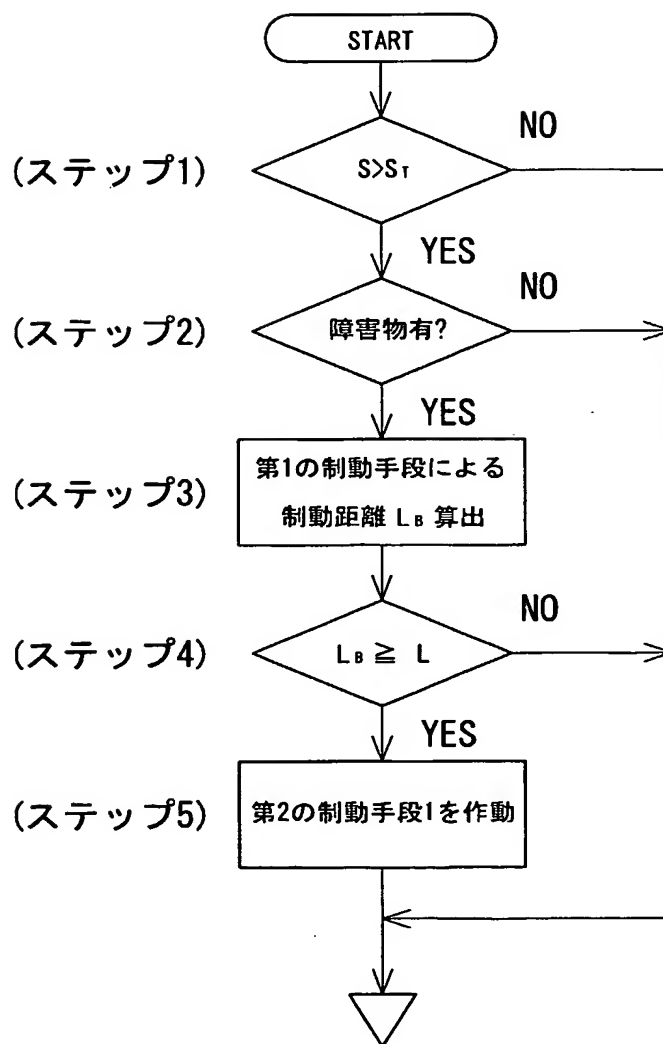 START
NO
(ステップ1)
S>S_T
YES
NO
(ステップ2)
障害物有?
YES
(ステップ3)
第1の制動手段による
制動距離 L_B 算出
NO
(ステップ4)
L_B ≧ L
YES
(ステップ5)
第2の制動手段1を作動